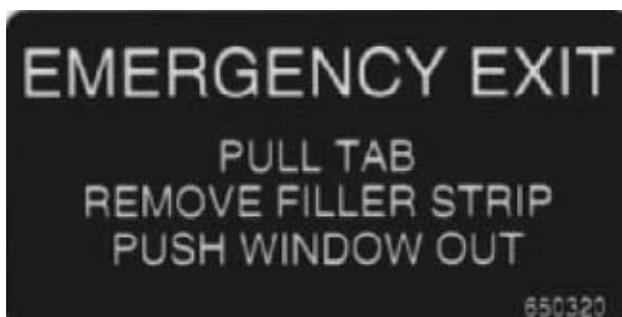 EMERGENCY EXIT
PULL TAB
REMOVE FILLER STRIP
PUSH WINDOW OUT
650320